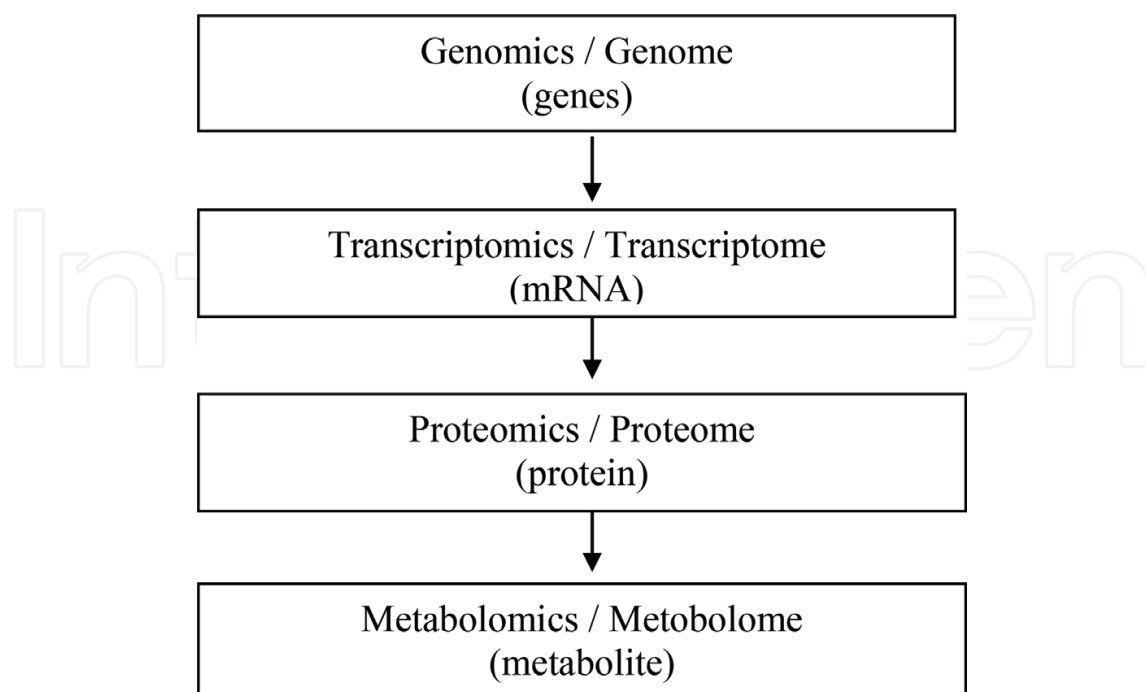 Genomics / Genome
(genes)
Transcriptomics / Transcriptome
(mRNA)
Proteomics / Proteome
(protein)
Metabolomics / Metobolome
(metabolite)